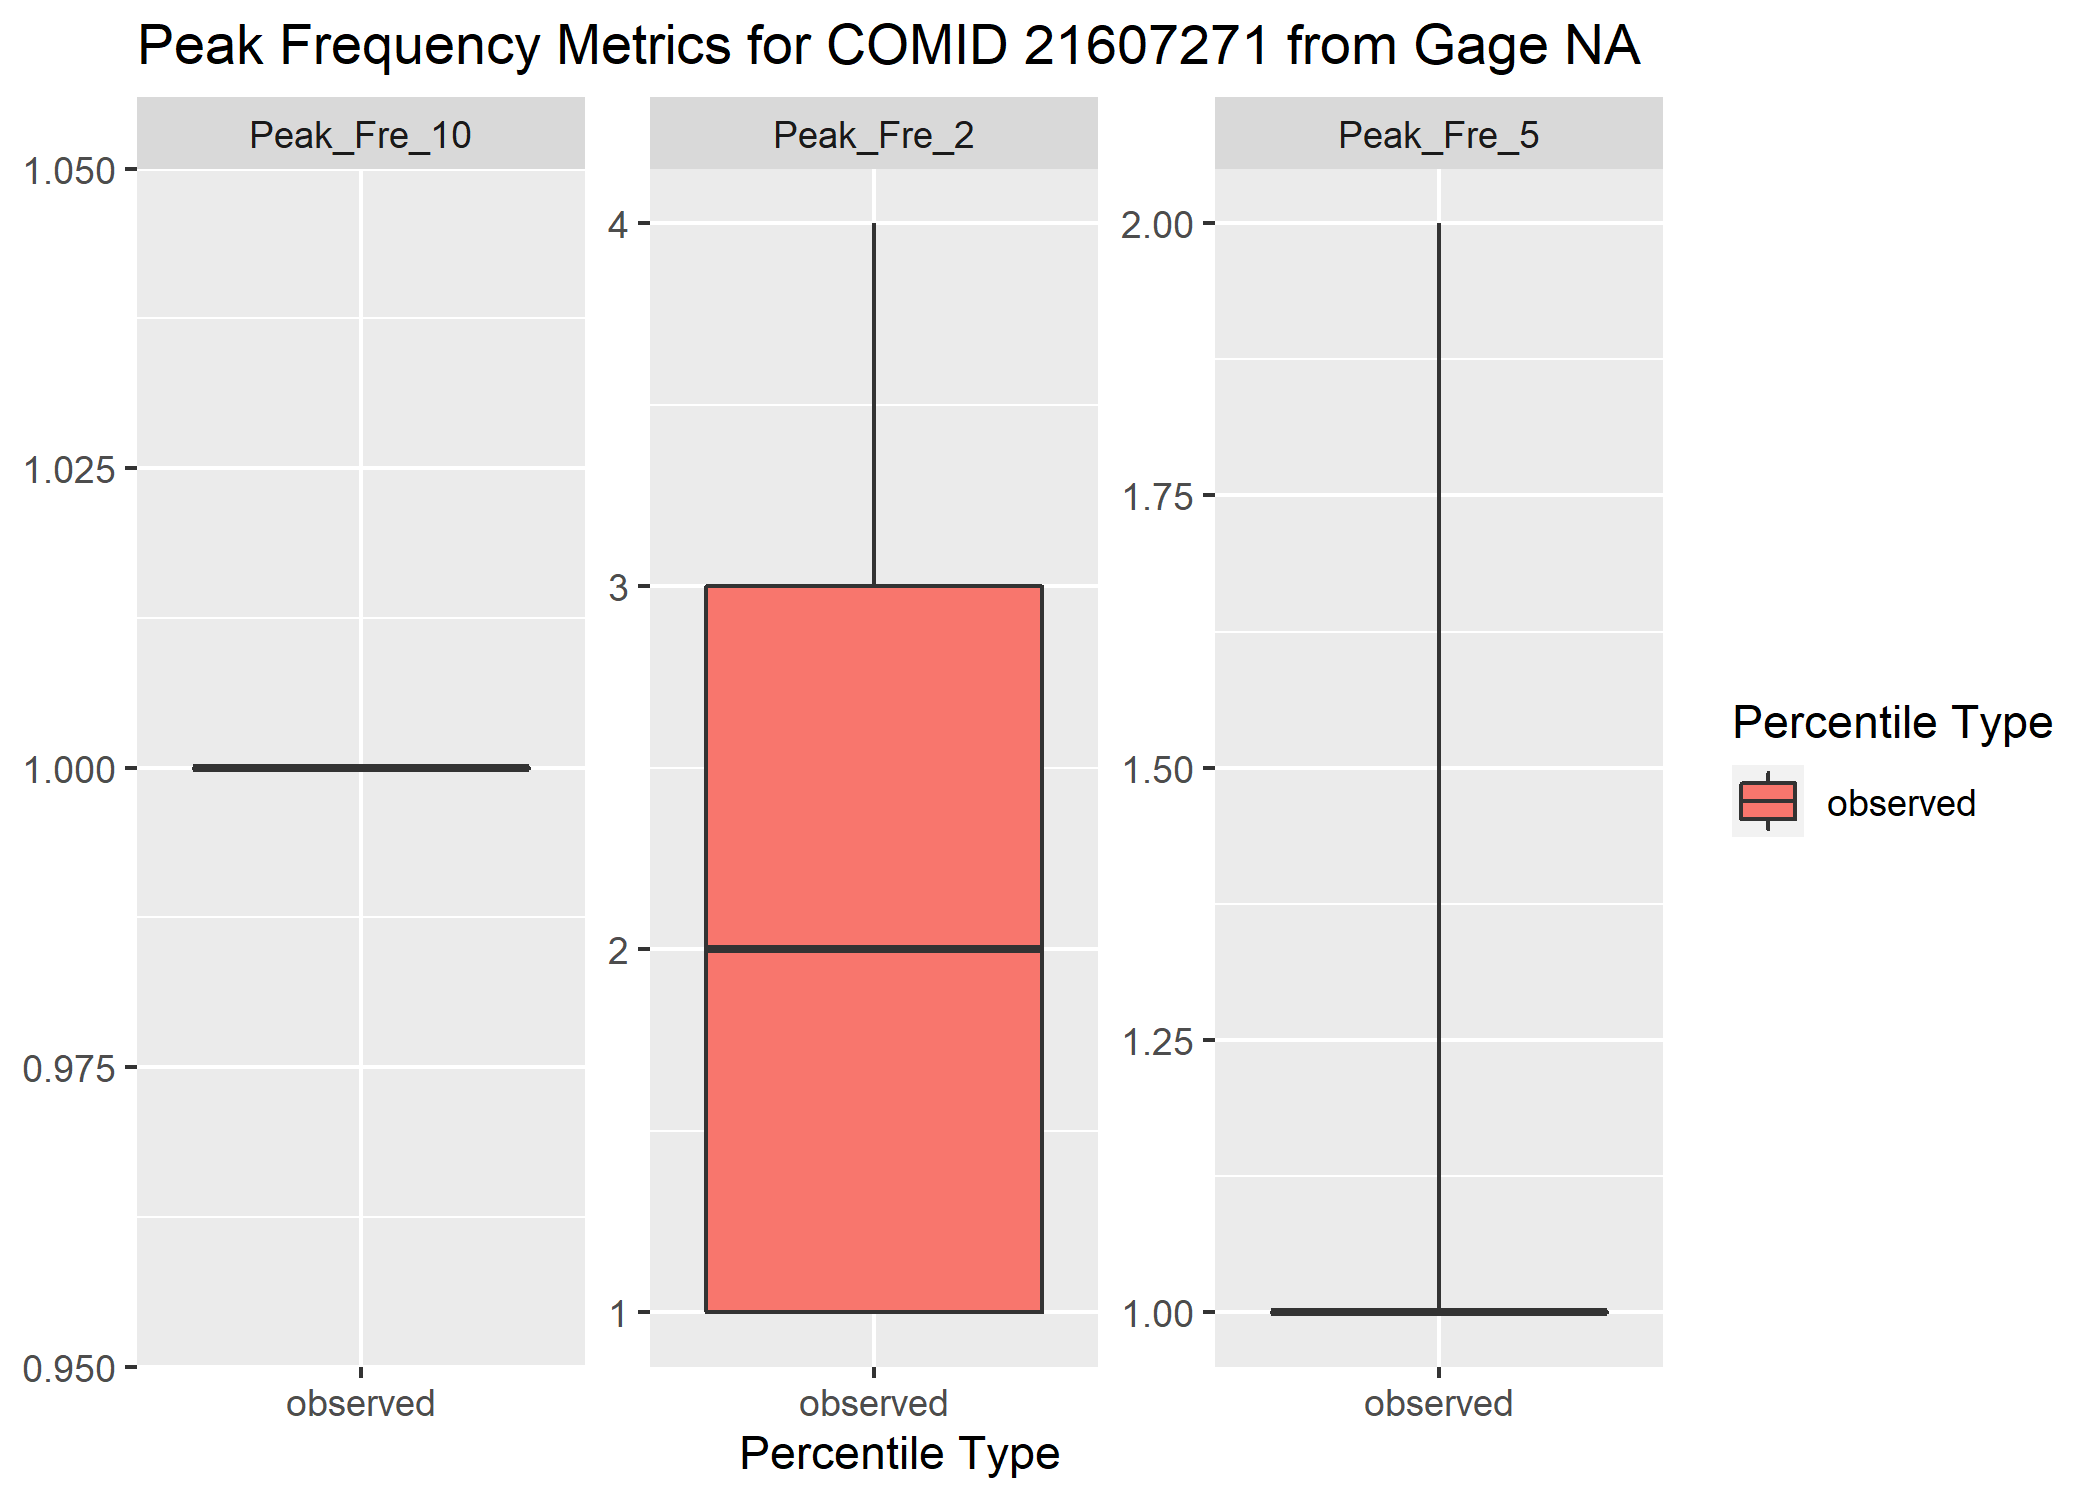 Peak Frequency Metrics for COMID 21607271 from Gage NA
Peak_Fre_10
1.050
1.025
1.000
0.975
0.950
observed
Peak_Fre_2
4
3
2
1
observed
Peak_Fre_5
2.00
1.75
1.50
1.25
1.00
observed
Percentile Type
Percentile Type
observed